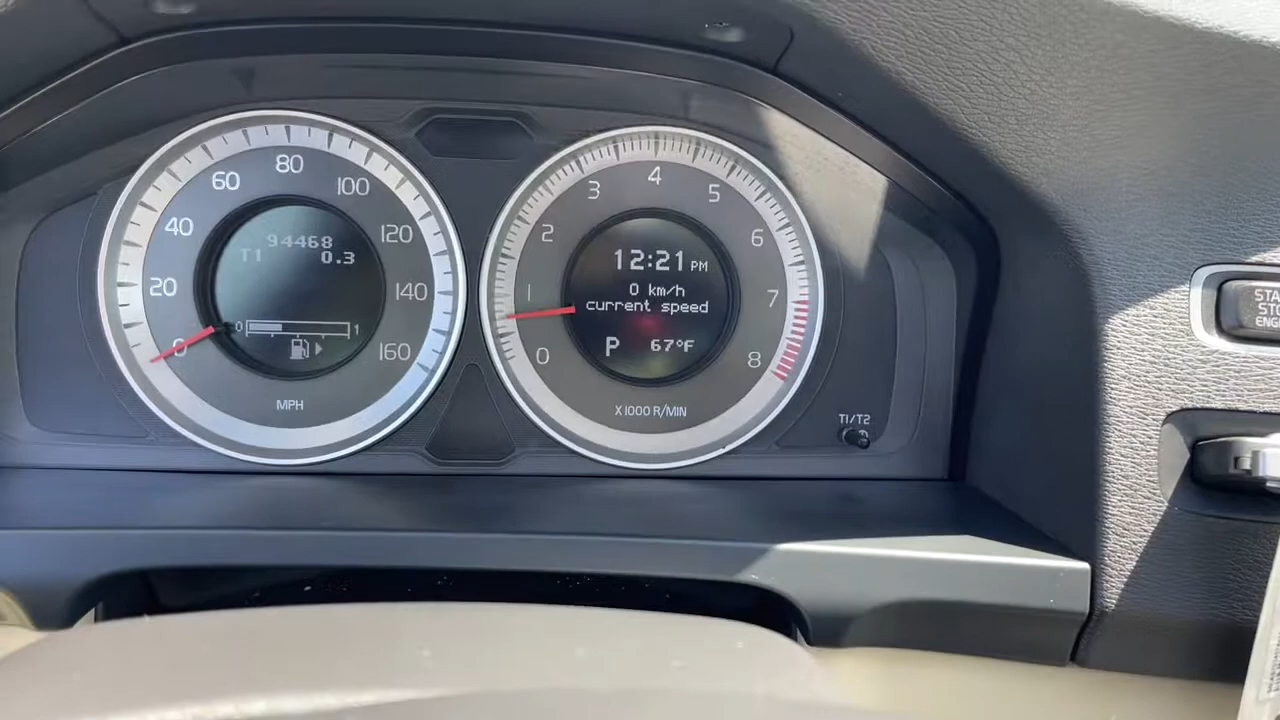 80
60
100
40
120
20
140
0
160
94468
T1 0.3
0 1
MPH
4
3
5
2
6
1
7
0
8
12:21 PM
0 km/h
current speed
P 67°F
X1000 R/MIN
T1/T2